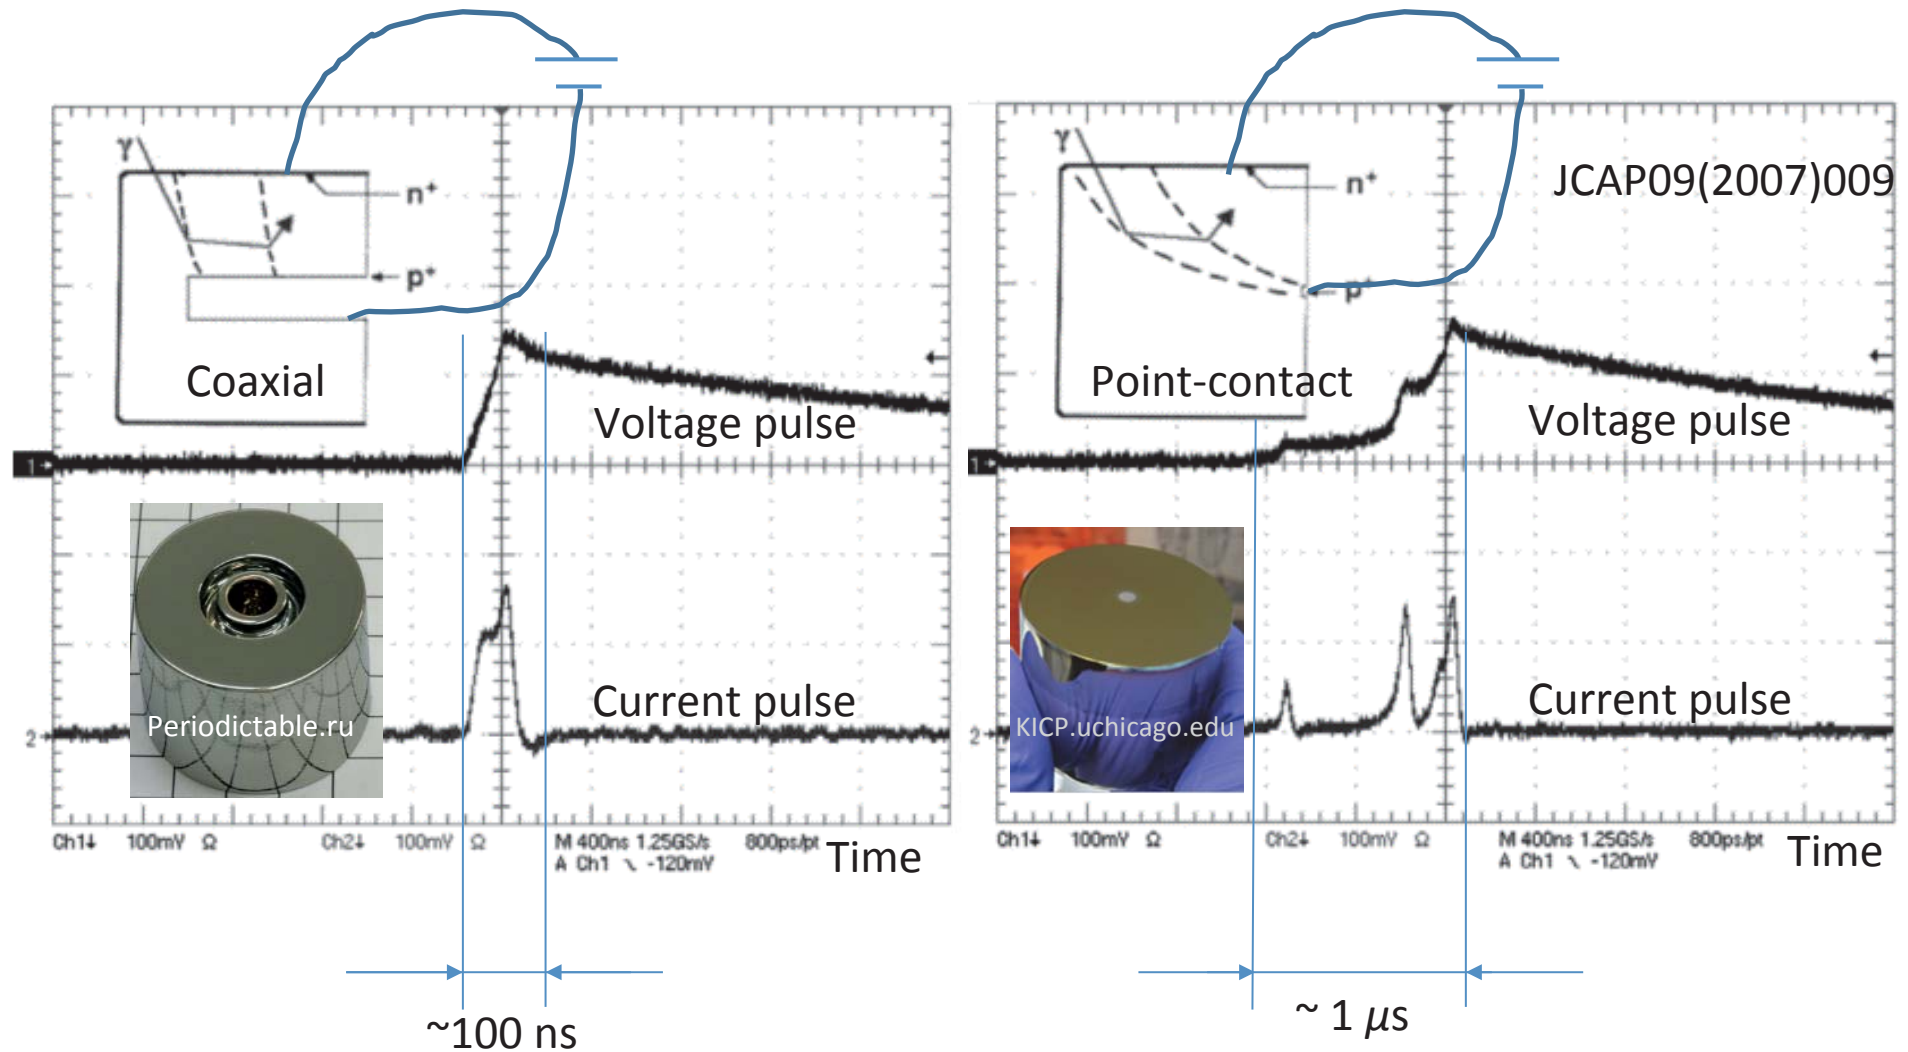 γ
n⁺
p⁺
Coaxial
Voltage pulse
1
Periodictable.ru
Current pulse
2
Ch1 100mV Ω Ch2 100mV Ω M 400ns 1.25GS/s 800ps/pt
A Ch1 \ -120mV
Time
~100 ns
γ
n⁺
JCAP09(2007)009
p⁺
Point-contact
Voltage pulse
1
KICP.uchicago.edu
Current pulse
2
Ch1 100mV Ω Ch2 100mV Ω M 400ns 1.25GS/s 800ps/pt
A Ch1 \ -120mV
Time
~ 1 μs